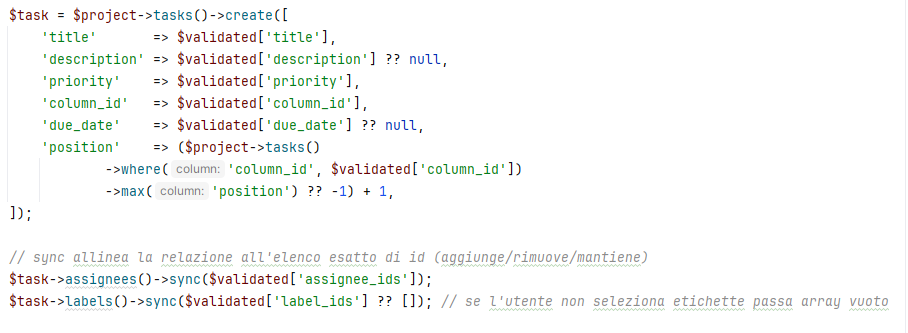 $task = $project->tasks()->create([
    'title'       => $validated['title'],
    'description' => $validated['description'] ?? null,
    'priority'    => $validated['priority'],
    'column_id'   => $validated['column_id'],
    'due_date'    => $validated['due_date'] ?? null,
    'position'    => ($project->tasks()
            ->where( column: 'column_id', $validated['column_id'])
            ->max( column: 'position') ?? -1) + 1,
]);

// sync allinea la relazione all'elenco esatto di id (aggiunge/rimuove/mantiene)
$task->assignees()->sync($validated['assignee_ids']);
$task->labels()->sync($validated['label_ids'] ?? []); // se l'utente non seleziona etichette passa array vuoto